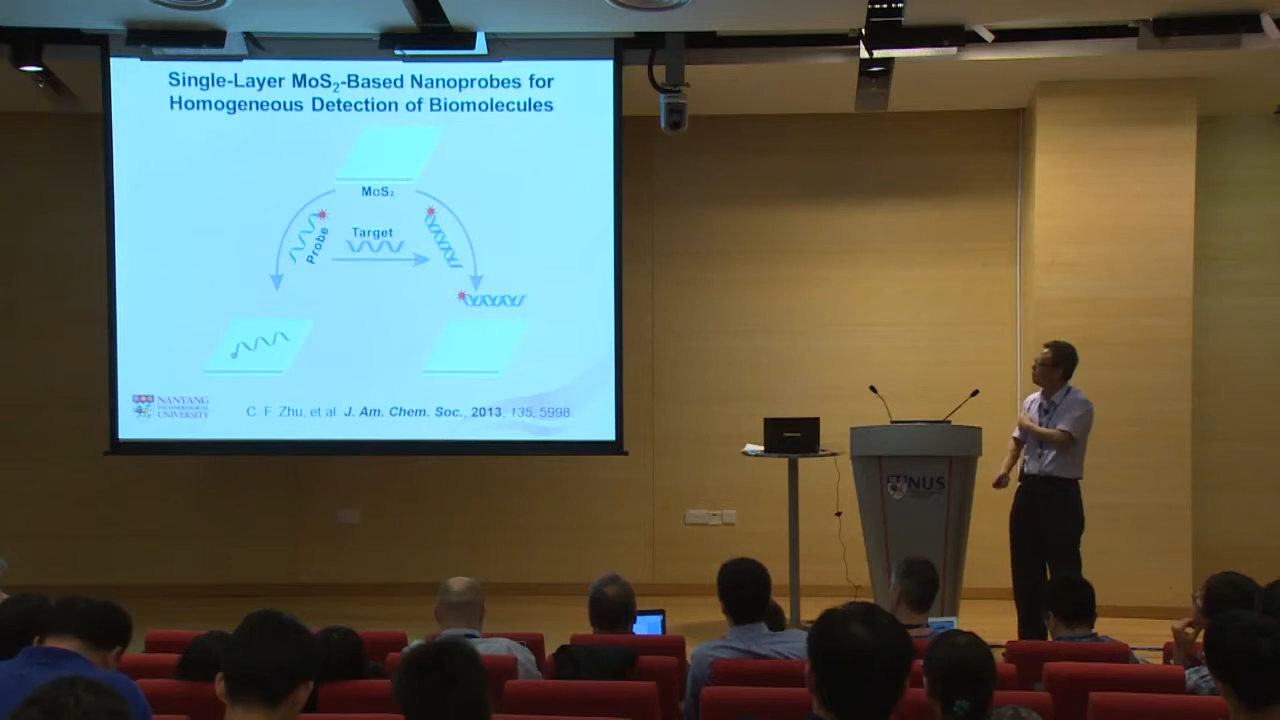 Single-Layer MoS₂-Based Nanoprobes for
Homogeneous Detection of Biomolecules
MoS₂
Probe
Target
NANYANG
TECHNOLOGICAL
UNIVERSITY
C. F. Zhu, et al J. Am. Chem. Soc., 2013, 135, 5998.
NUS